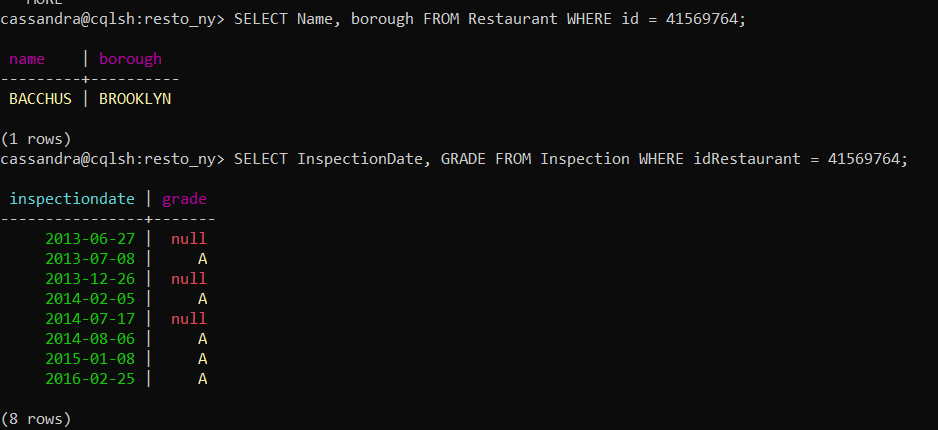 MORE
cassandra@cqlsh:resto_ny> SELECT Name, borough FROM Restaurant WHERE id = 41569764;
name | borough
---------+----------
BACCHUS | BROOKLYN
(1 rows)
cassandra@cqlsh:resto_ny> SELECT InspectionDate, GRADE FROM Inspection WHERE idRestaurant = 41569764;
inspectiondate | grade
----------------+-------
2013-06-27 | null
2013-07-08 | A
2013-12-26 | null
2014-02-05 | A
2014-07-17 | null
2014-08-06 | A
2015-01-08 | A
2016-02-25 | A
(8 rows)